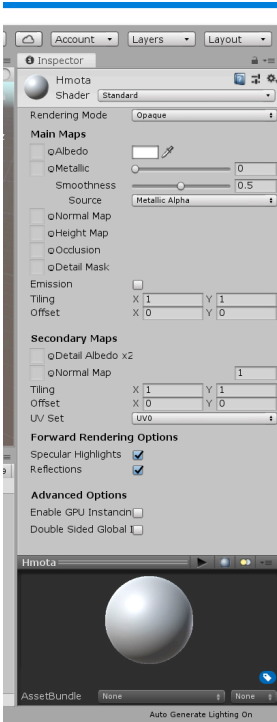 Account Layers Layout
Inspector
Hmota
Shader Standard
Rendering Mode Opaque
Main Maps
Albedo
Metallic 0
Smoothness 0.5
Source Metallic Alpha
Normal Map
Height Map
Occlusion
Detail Mask
Emission
Tiling X 1 Y 1
Offset X 0 Y 0
Secondary Maps
Detail Albedo x2
Normal Map 1
Tiling X 1 Y 1
Offset X 0 Y 0
UV Set UV0
Forward Rendering Options
Specular Highlights
Reflections
Advanced Options
Enable GPU Instancin
Double Sided Global I
Hmota
AssetBundle None None
Auto Generate Lighting On